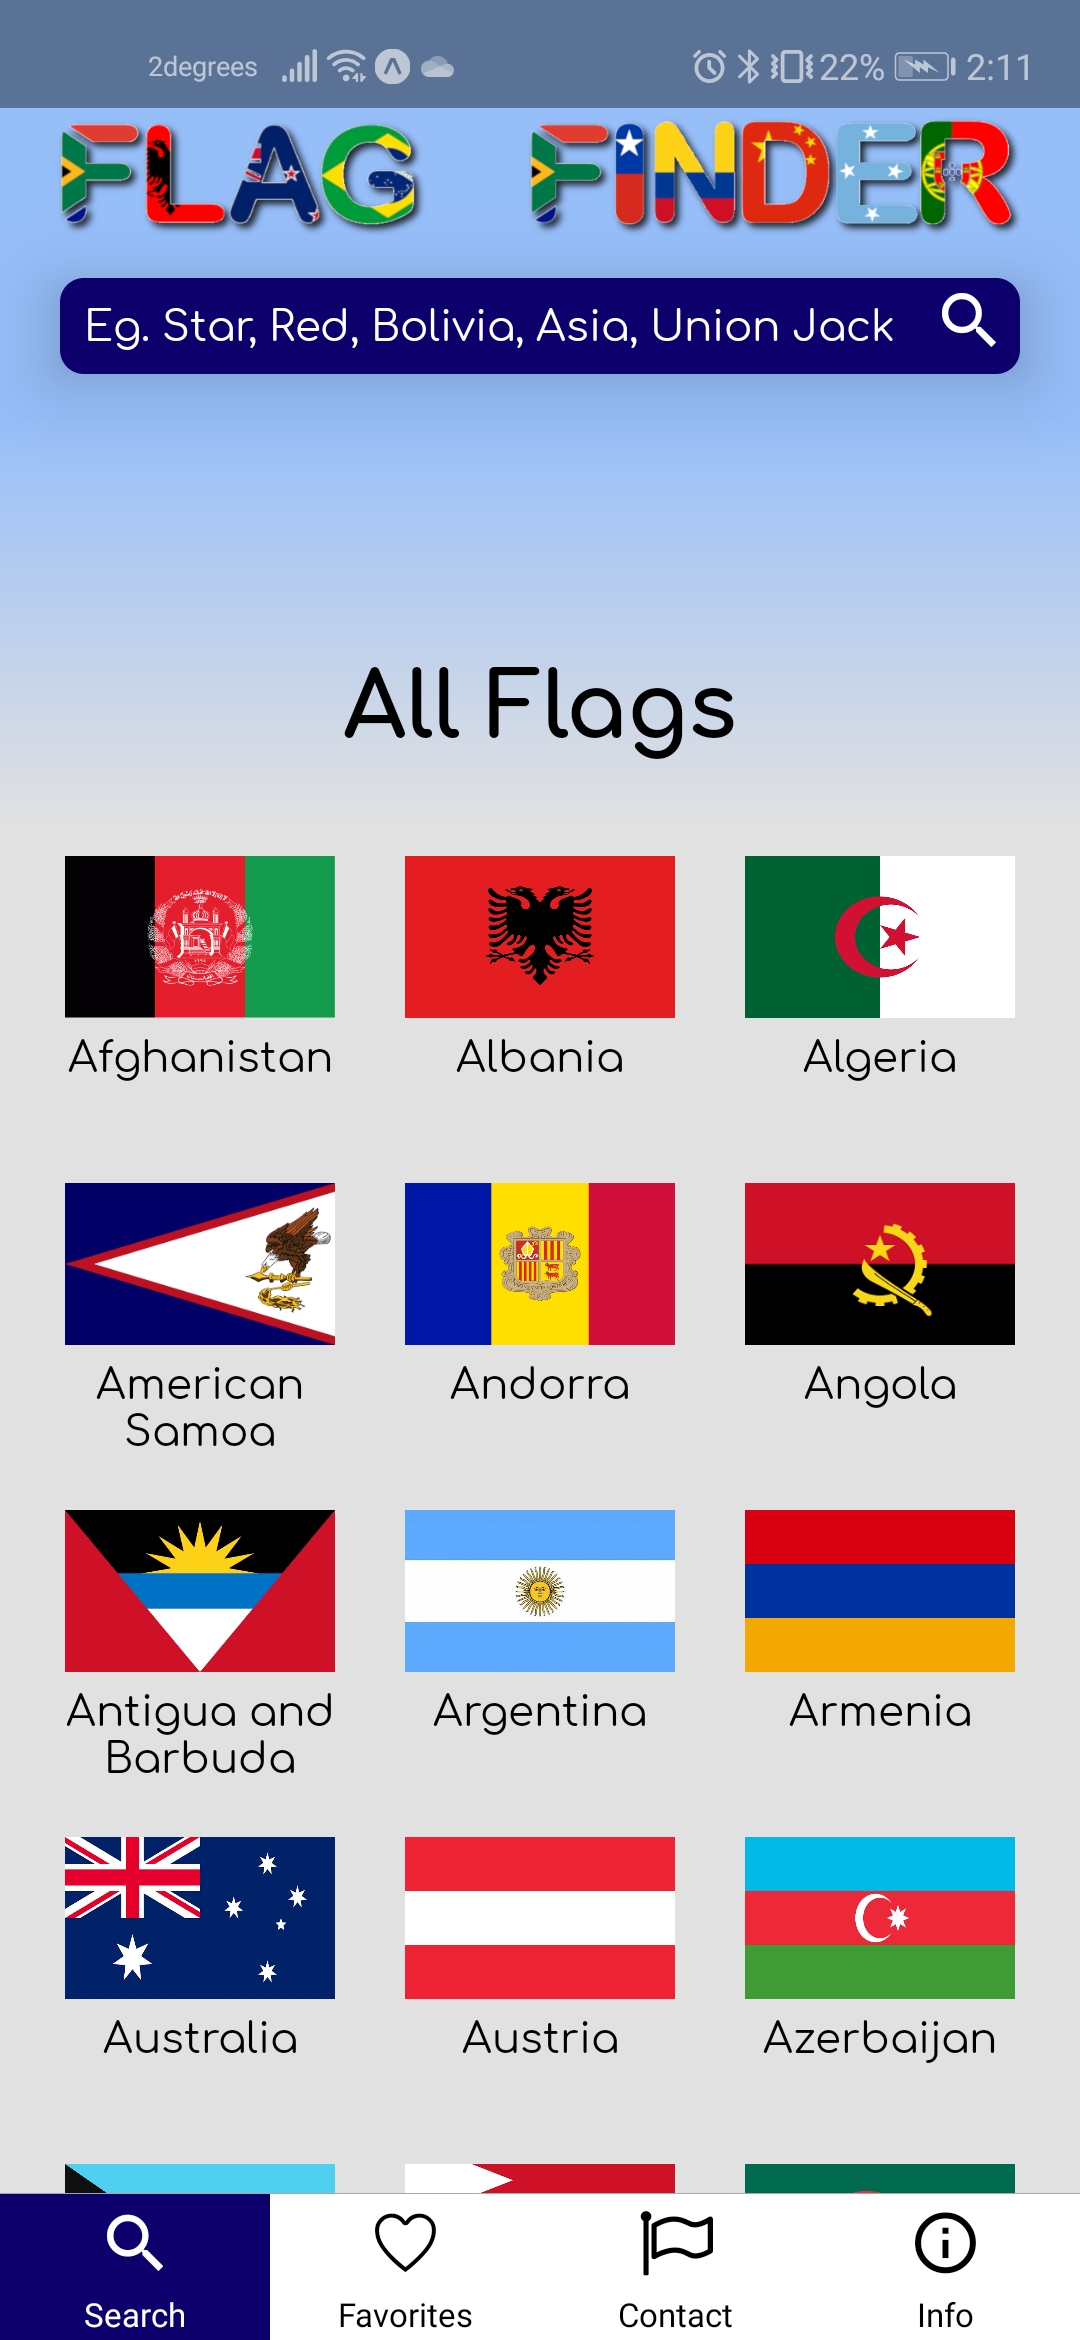 2degrees 22% 2:11
FLAG FINDER
Eg. Star, Red, Bolivia, Asia, Union Jack
All Flags
Afghanistan Albania Algeria
American Andorra Angola
Samoa
Antigua and Argentina Armenia
Barbuda
Australia Austria Azerbaijan
Search Favorites Contact Info